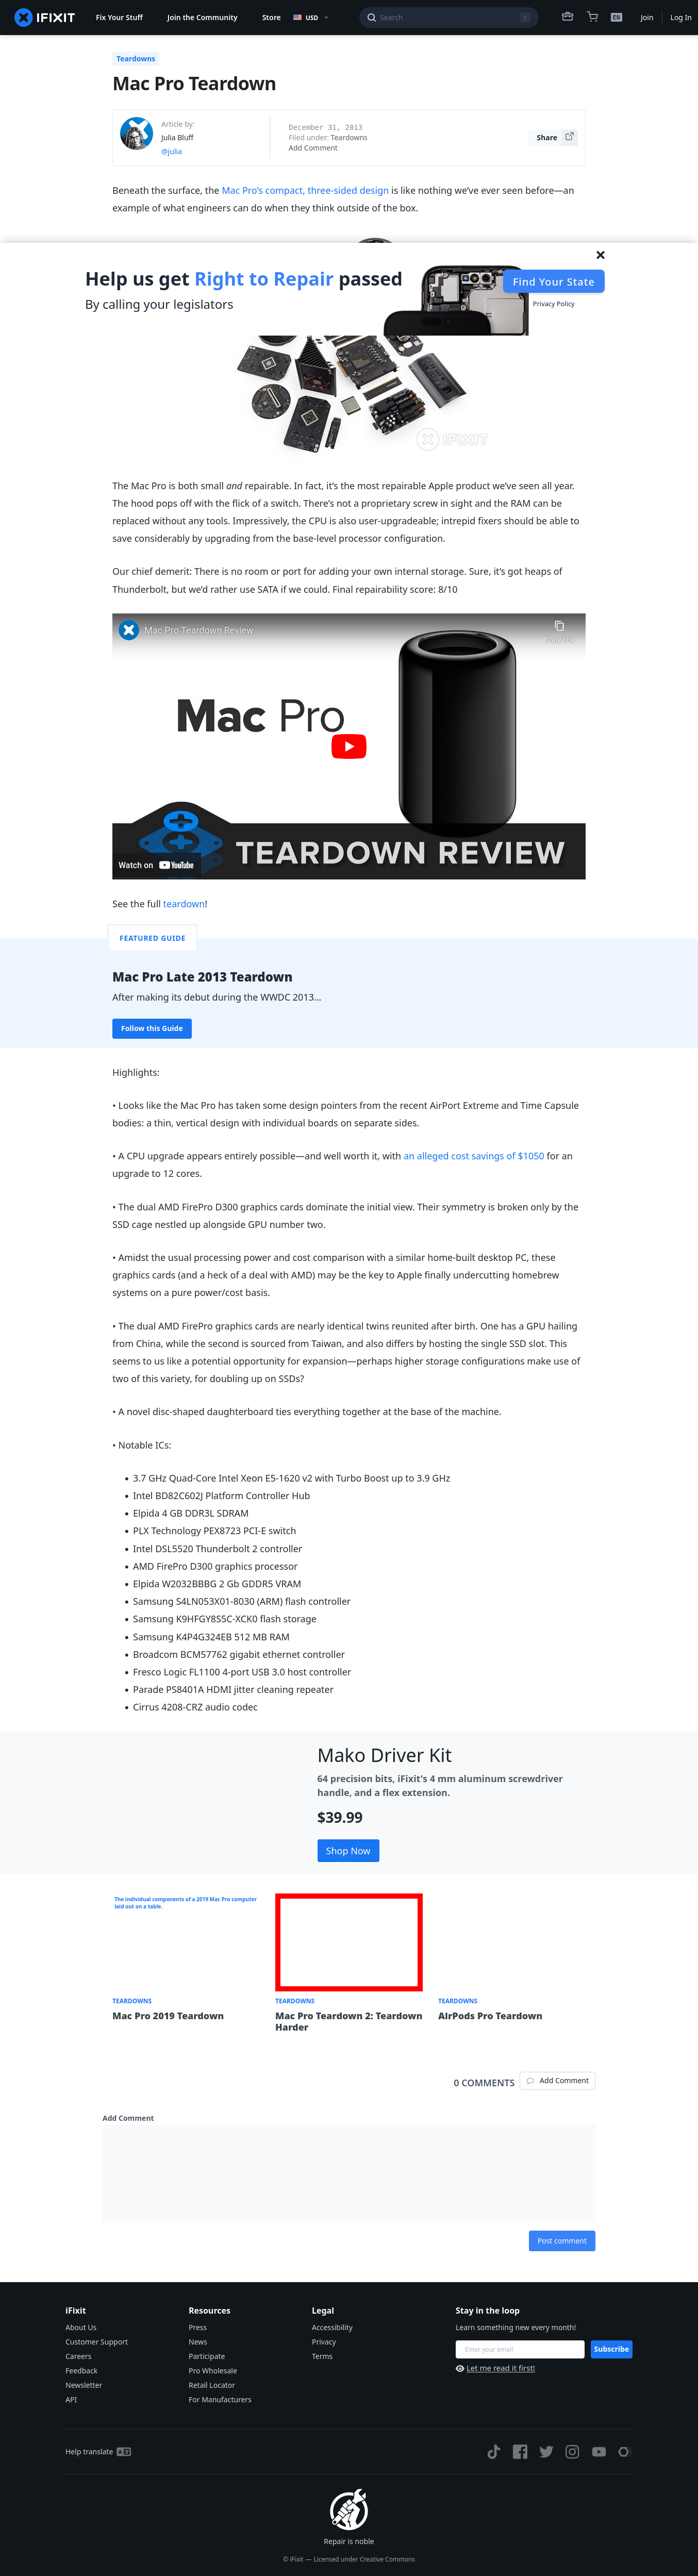 IFIXIT
Fix Your Stuff
Join the Community
Store
USD
Search
/
EN
Join
Log In
Teardowns
Mac Pro Teardown
Article by:
Julia Bluff
@julia
December 31, 2013
Filed under: Teardowns
Add Comment
Share
Beneath the surface, the Mac Pro's compact, three-sided design is like nothing we've ever seen before—an
example of what engineers can do when they think outside of the box.
Help us get Right to Repair passed
By calling your legislators
Find Your State
Privacy Policy
IFIXIT
The Mac Pro is both small and repairable. In fact, it's the most repairable Apple product we've seen all year.
The hood pops off with the flick of a switch. There's not a proprietary screw in sight and the RAM can be
replaced without any tools. Impressively, the CPU is also user-upgradeable; intrepid fixers should be able to
save considerably by upgrading from the base-level processor configuration.
Our chief demerit: There is no room or port for adding your own internal storage. Sure, it's got heaps of
Thunderbolt, but we'd rather use SATA if we could. Final repairability score: 8/10
Mac Pro Teardown Review
Mac Pro
TEARDOWN REVIEW
Watch on YouTube
See the full teardown!
FEATURED GUIDE
Mac Pro Late 2013 Teardown
After making its debut during the WWDC 2013...
Follow this Guide
Highlights:
• Looks like the Mac Pro has taken some design pointers from the recent AirPort Extreme and Time Capsule
bodies: a thin, vertical design with individual boards on separate sides.
• A CPU upgrade appears entirely possible—and well worth it, with an alleged cost savings of $1050 for an
upgrade to 12 cores.
• The dual AMD FirePro D300 graphics cards dominate the initial view. Their symmetry is broken only by the
SSD cage nestled up alongside GPU number two.
• Amidst the usual processing power and cost comparison with a similar home-built desktop PC, these
graphics cards (and a heck of a deal with AMD) may be the key to Apple finally undercutting homebrew
systems on a pure power/cost basis.
• The dual AMD FirePro graphics cards are nearly identical twins reunited after birth. One has a GPU hailing
from China, while the second is sourced from Taiwan, and also differs by hosting the single SSD slot. This
seems to us like a potential opportunity for expansion—perhaps higher storage configurations make use of
two of this variety, for doubling up on SSDs?
• A novel disc-shaped daughterboard ties everything together at the base of the machine.
• Notable ICs:
• 3.7 GHz Quad-Core Intel Xeon E5-1620 v2 with Turbo Boost up to 3.9 GHz
• Intel BD82C602J Platform Controller Hub
• Elpida 4 GB DDR3L SDRAM
• PLX Technology PEX8723 PCI-E switch
• Intel DSL5520 Thunderbolt 2 controller
• AMD FirePro D300 graphics processor
• Elpida W2032BBBG 2 Gb GDDR5 VRAM
• Samsung S4LN053X01-8030 (ARM) flash controller
• Samsung K9HFGY8S5C-XCK0 flash storage
• Samsung K4P4G324EB 512 MB RAM
• Broadcom BCM57762 gigabit ethernet controller
• Fresco Logic FL1100 4-port USB 3.0 host controller
• Parade PS8401A HDMI jitter cleaning repeater
• Cirrus 4208-CRZ audio codec
Mako Driver Kit
64 precision bits, iFixit's 4 mm aluminum screwdriver
handle, and a flex extension.
$39.99
Shop Now
The individual components of a 2019 Mac Pro computer
laid out on a table.
TEARDOWNS
Mac Pro 2019 Teardown
TEARDOWNS
Mac Pro Teardown 2: Teardown
Harder
TEARDOWNS
AirPods Pro Teardown
0 COMMENTS
Add Comment
Add Comment
Post comment
iFixit
About Us
Customer Support
Careers
Feedback
Newsletter
API
Resources
Press
News
Participate
Pro Wholesale
Retail Locator
For Manufacturers
Legal
Accessibility
Privacy
Terms
Stay in the loop
Learn something new every month!
Enter your email
Subscribe
Let me read it first!
Help translate
Repair is noble
© iFixit — Licensed under Creative Commons